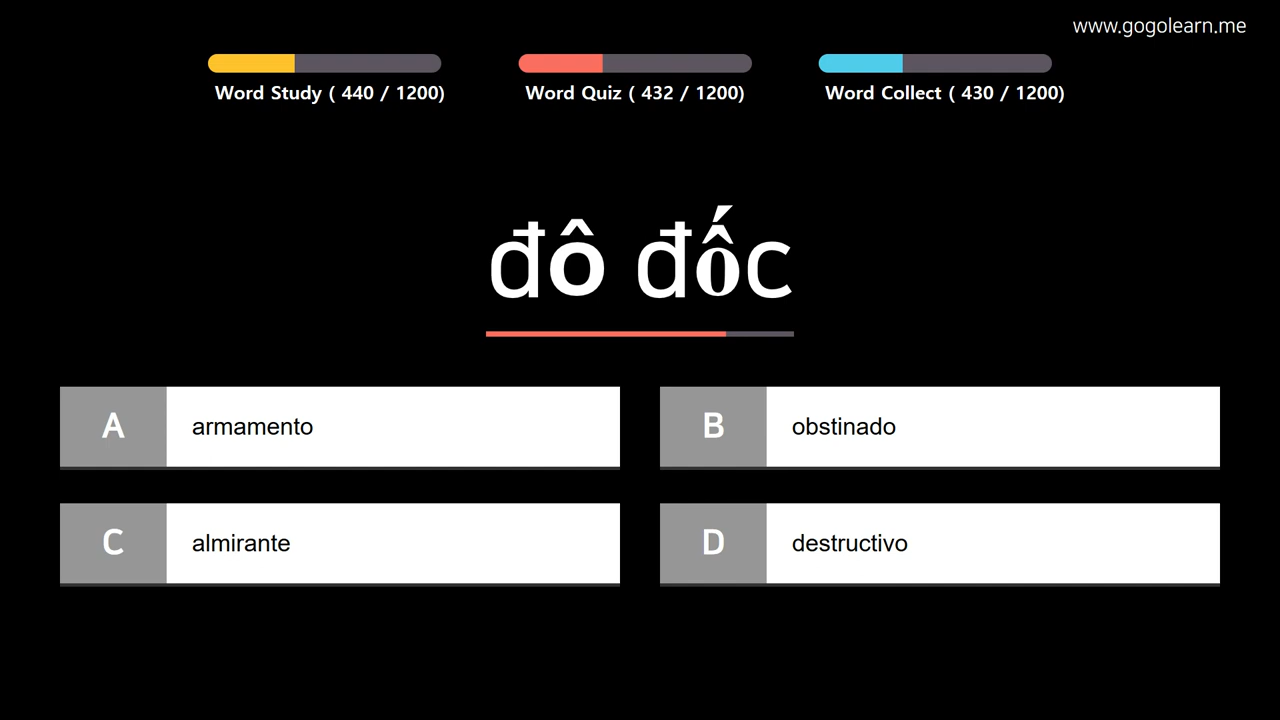 www.gogolearn.me
Word Study ( 440 / 1200)
Word Quiz ( 432 / 1200)
Word Collect ( 430 / 1200)
đô đốc
A armamento
B obstinado
C almirante
D destructivo